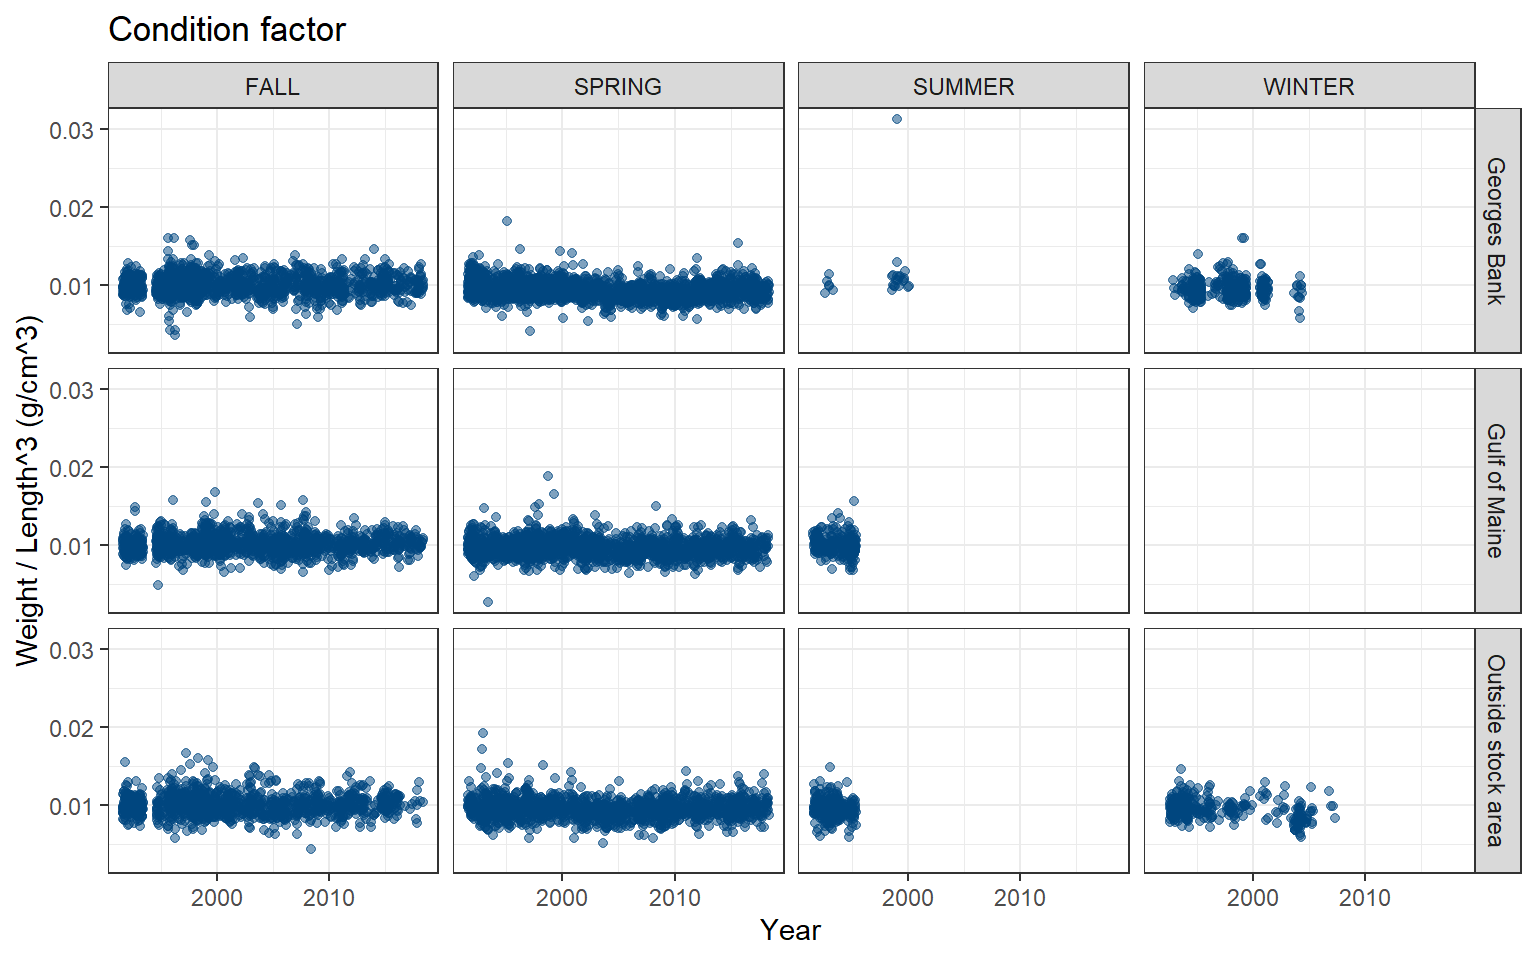 Condition factor
FALL
SPRING
SUMMER
WINTER
Weight / Length^3 (g/cm^3)
0.03
0.02
0.01
Georges Bank
0.03
0.02
0.01
Gulf of Maine
0.03
0.02
0.01
Outside stock area
2000 2010
2000 2010
2000 2010
2000 2010
Year